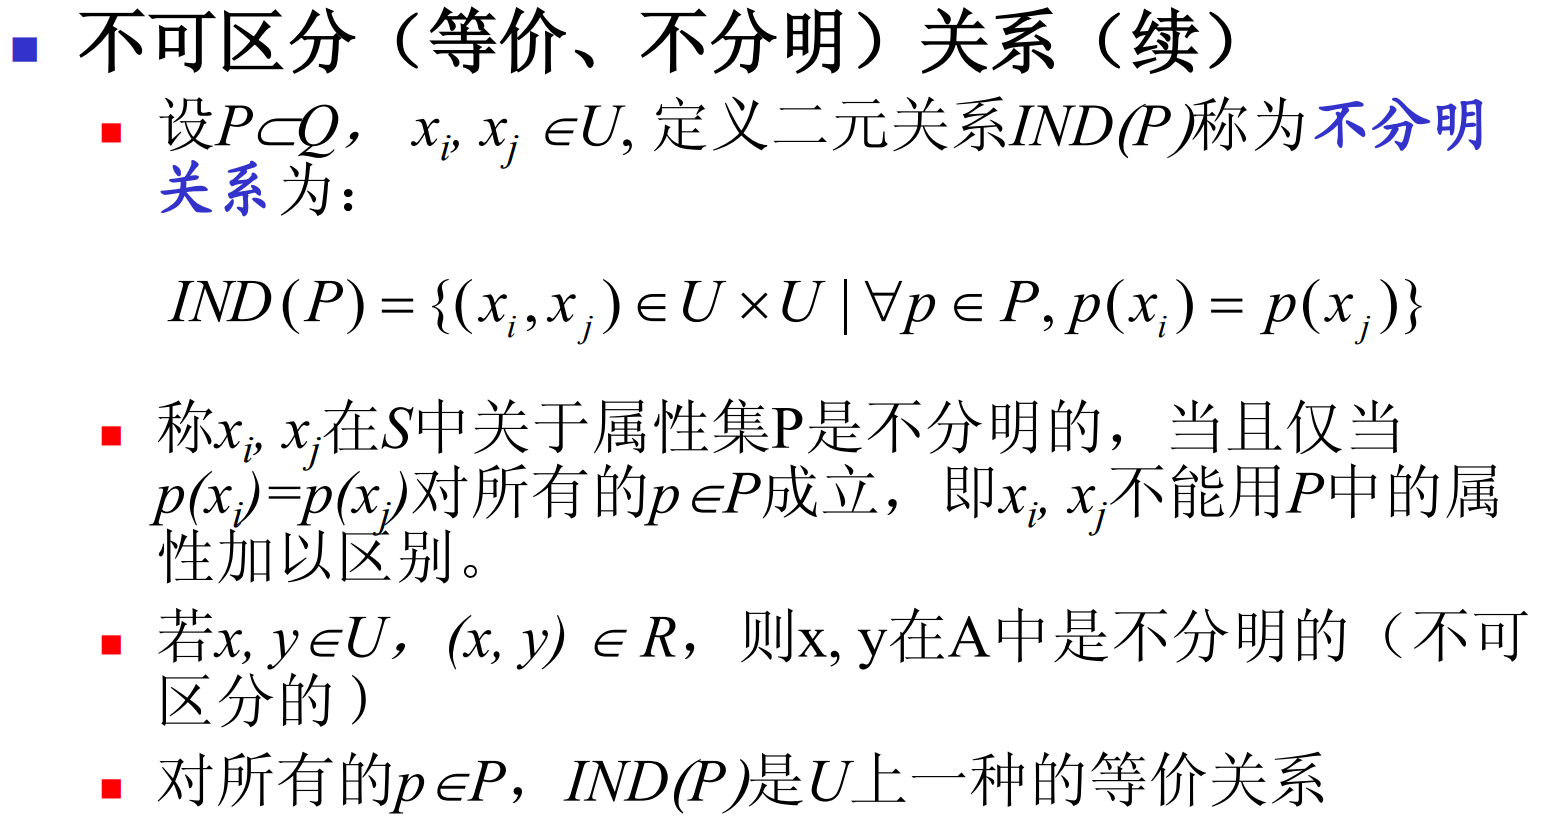 不可区分（等价、不分明）关系（续）
设P⊂Q， xᵢ, xⱼ ∈U, 定义二元关系IND(P)称为不分明
关系为：
IND(P) = {(xᵢ, xⱼ) ∈ U × U | ∀p ∈ P, p(xᵢ) = p(xⱼ)}
称xᵢ, xⱼ在S中关于属性集P是不分明的，当且仅当
p(xᵢ)=p(xⱼ)对所有的p∈P成立，即xᵢ, xⱼ不能用P中的属
性加以区别。
若x, y∈U，(x, y) ∈ R，则x, y在A中是不分明的（不可
区分的）
对所有的p∈P，IND(P)是U上一种的等价关系